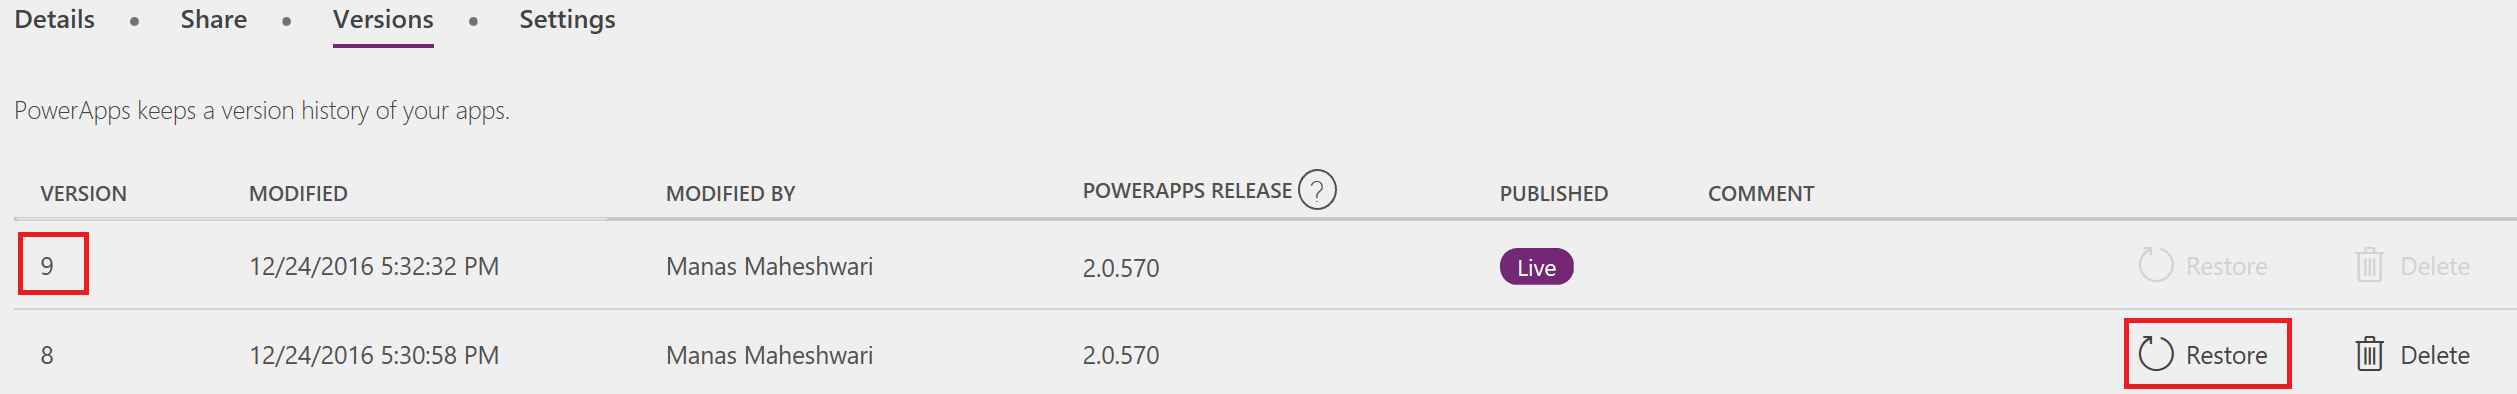 Details • Share • Versions • Settings
PowerApps keeps a version history of your apps.
VERSION MODIFIED MODIFIED BY POWERAPPS RELEASE ? PUBLISHED COMMENT
9 12/24/2016 5:32:32 PM Manas Maheshwari 2.0.570 Live Restore Delete
8 12/24/2016 5:30:58 PM Manas Maheshwari 2.0.570 Restore Delete